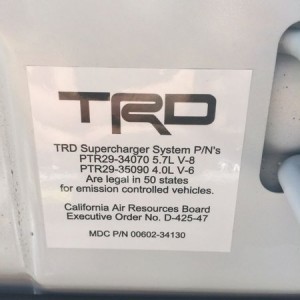 TRD
TRD Supercharger System P/N's
PTR29-34070 5.7L V-8
PTR29-35090 4.0L V-6
Are legal in 50 states
for emission controlled vehicles.
California Air Resources Board
Executive Order No. D-425-47
MDC P/N 00602-34130